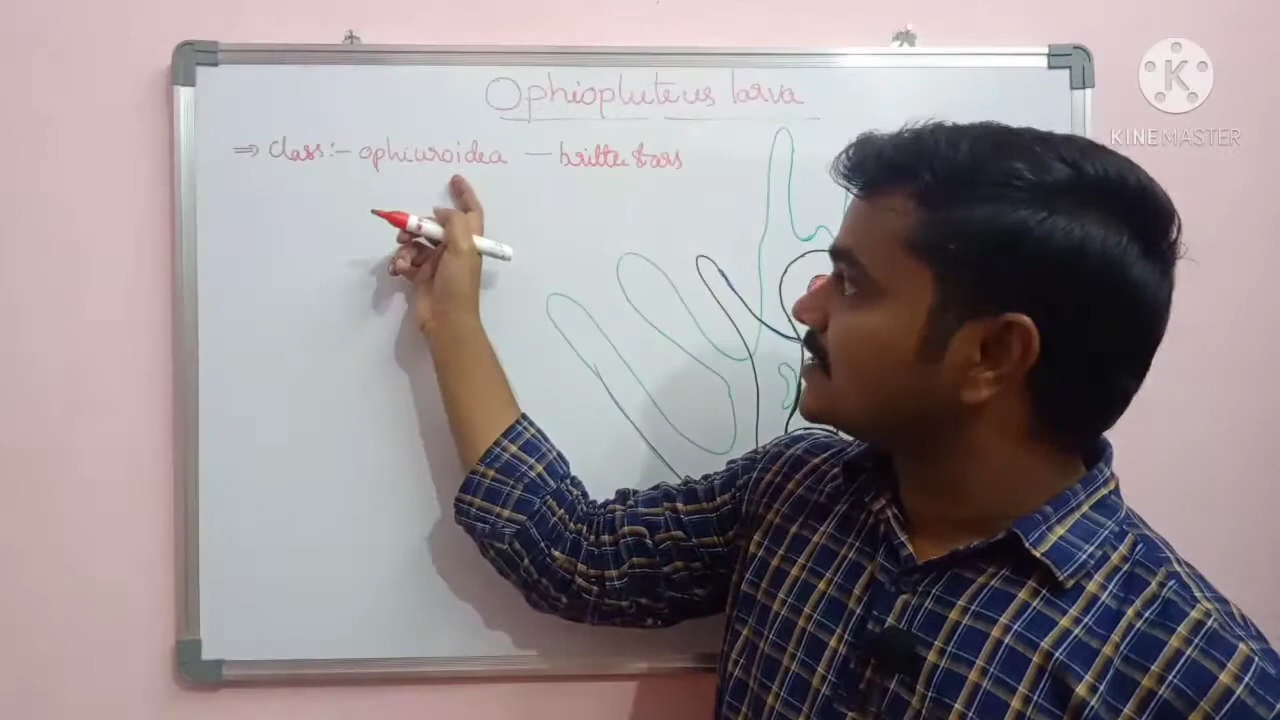 Ophiopluteus larva
⇒ Class:- ophiuroidea - brittle stars
K
KINEMASTER